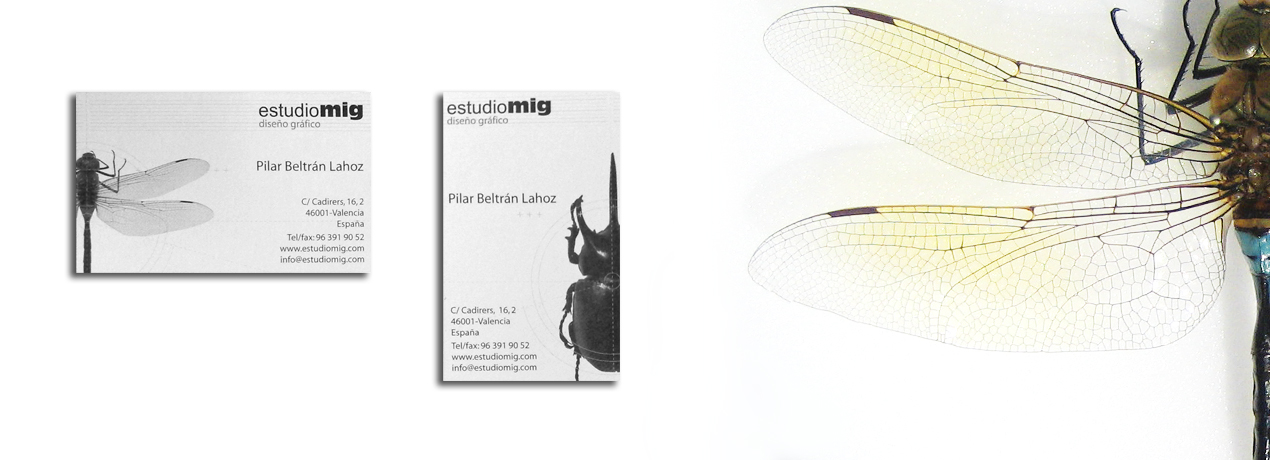 estudiomig
diseño gráfico
Pilar Beltrán Lahoz
C/ Cadirers, 16, 2
46001-Valencia
España
Tel/fax: 96 391 90 52
www.estudiomig.com
info@estudiomig.com
estudiomig
diseño gráfico
Pilar Beltrán Lahoz
C/ Cadirers, 16, 2
46001-Valencia
España
Tel/fax: 96 391 90 52
www.estudiomig.com
info@estudiomig.com